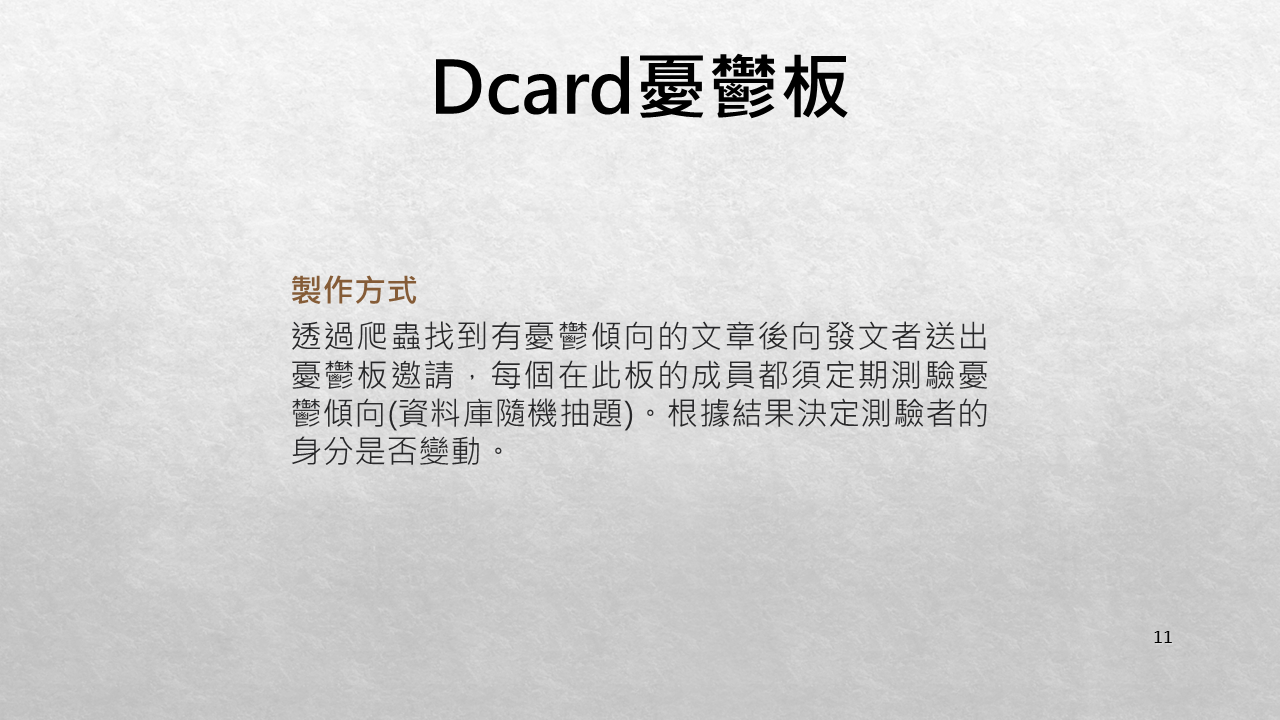 Dcard憂鬱板
製作方式
透過爬蟲找到有憂鬱傾向的文章後向發文者送出
憂鬱板邀請，每個在此板的成員都須定期測驗憂
鬱傾向(資料庫隨機抽題)。根據結果決定測驗者的
身分是否變動。
11